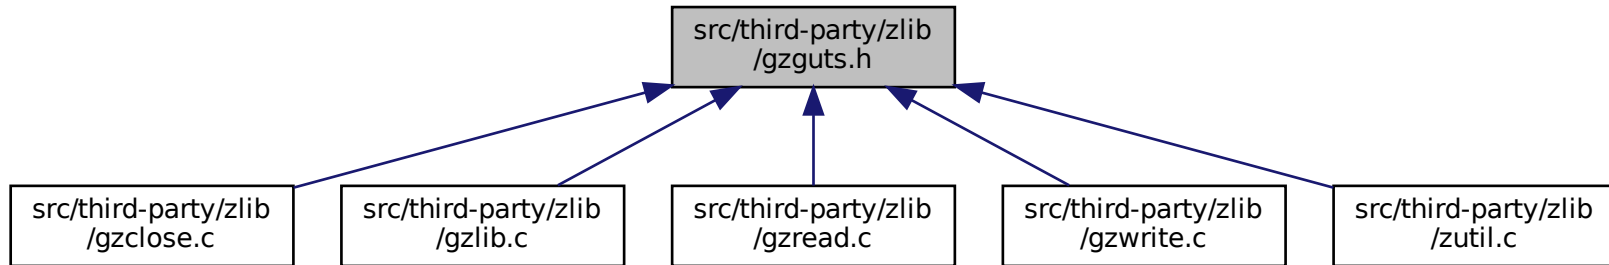 src/third-party/zlib
/gzguts.h
src/third-party/zlib
/gzclose.c
src/third-party/zlib
/gzlib.c
src/third-party/zlib
/gzread.c
src/third-party/zlib
/gzwrite.c
src/third-party/zlib
/zutil.c